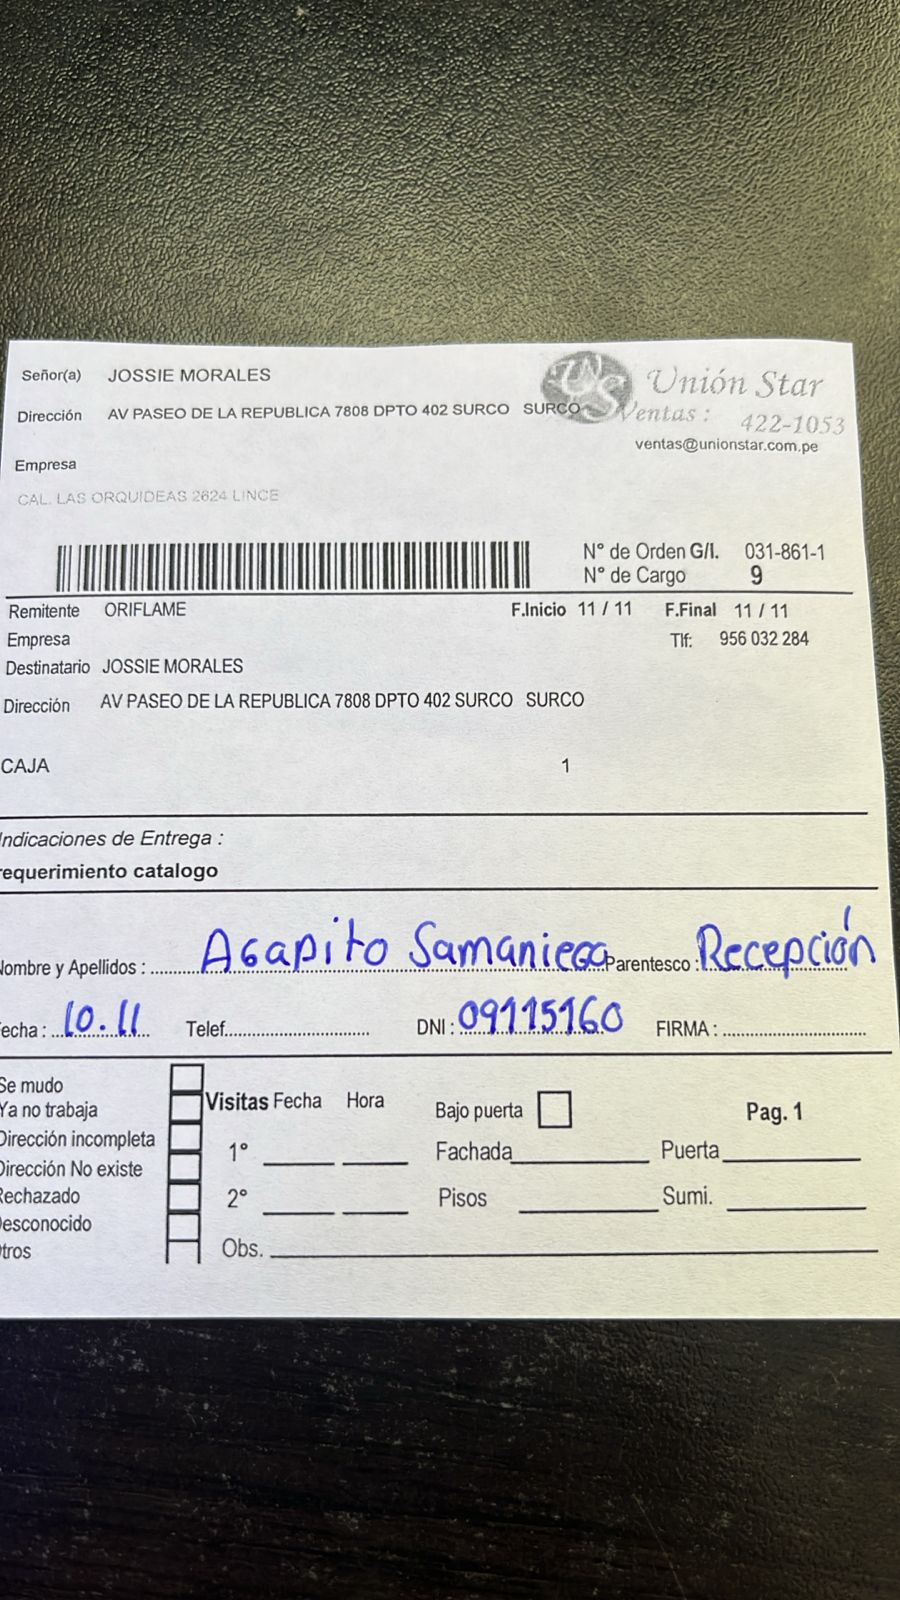 Señor(a) JOSSIE MORALES
Unión Star
Dirección AV PASEO DE LA REPUBLICA 7808 DPTO 402 SURCO SURCO
Ventas : 422-1053
ventas@unionstar.com.pe
Empresa
CAL. LAS ORQUIDEAS 2624 LINCE
N° de Orden G/I. 031-861-1
N° de Cargo 9
Remitente ORIFLAME F.Inicio 11 / 11 F.Final 11 / 11
Empresa Tlf: 956 032 284
Destinatario JOSSIE MORALES
Dirección AV PASEO DE LA REPUBLICA 7808 DPTO 402 SURCO SURCO
CAJA 1
Indicaciones de Entrega :
requerimiento catalogo
Nombre y Apellidos : Agapito Samaniego Parentesco : Recepción
Fecha : 10.11 Telef. DNI : 09115160 FIRMA :
Se mudo
Ya no trabaja
Dirección incompleta
Dirección No existe
Rechazado
Desconocido
Otros
Visitas Fecha Hora
1°
2°
Obs.
Bajo puerta
Fachada Puerta
Pisos Sumi.
Pag. 1